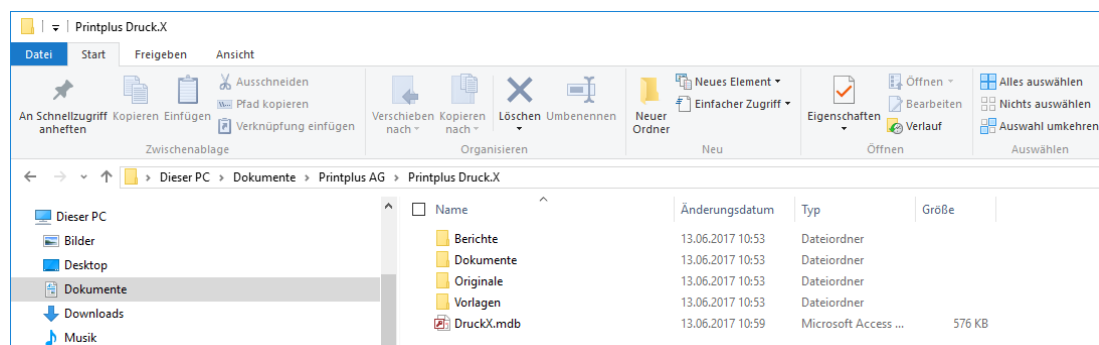 Printplus Druck.X
Datei Start Freigeben Ansicht
An Schnellzugriff anheften
Kopieren Einfügen
Ausschneiden
Pfad kopieren
Verknüpfung einfügen
Zwischenablage
Verschieben nach
Kopieren nach
Löschen Umbenennen
Organisieren
Neuer Ordner
Neues Element
Einfacher Zugriff
Neu
Eigenschaften
Öffnen
Bearbeiten
Verlauf
Öffnen
Alles auswählen
Nichts auswählen
Auswahl umkehren
Auswählen
Dieser PC > Dokumente > Printplus AG > Printplus Druck.X
Dieser PC
Bilder
Desktop
Dokumente
Downloads
Musik
Name Änderungsdatum Typ Größe
Berichte 13.06.2017 10:53 Dateiordner
Dokumente 13.06.2017 10:53 Dateiordner
Originale 13.06.2017 10:53 Dateiordner
Vorlagen 13.06.2017 10:53 Dateiordner
DruckX.mdb 13.06.2017 10:59 Microsoft Access ... 576 KB